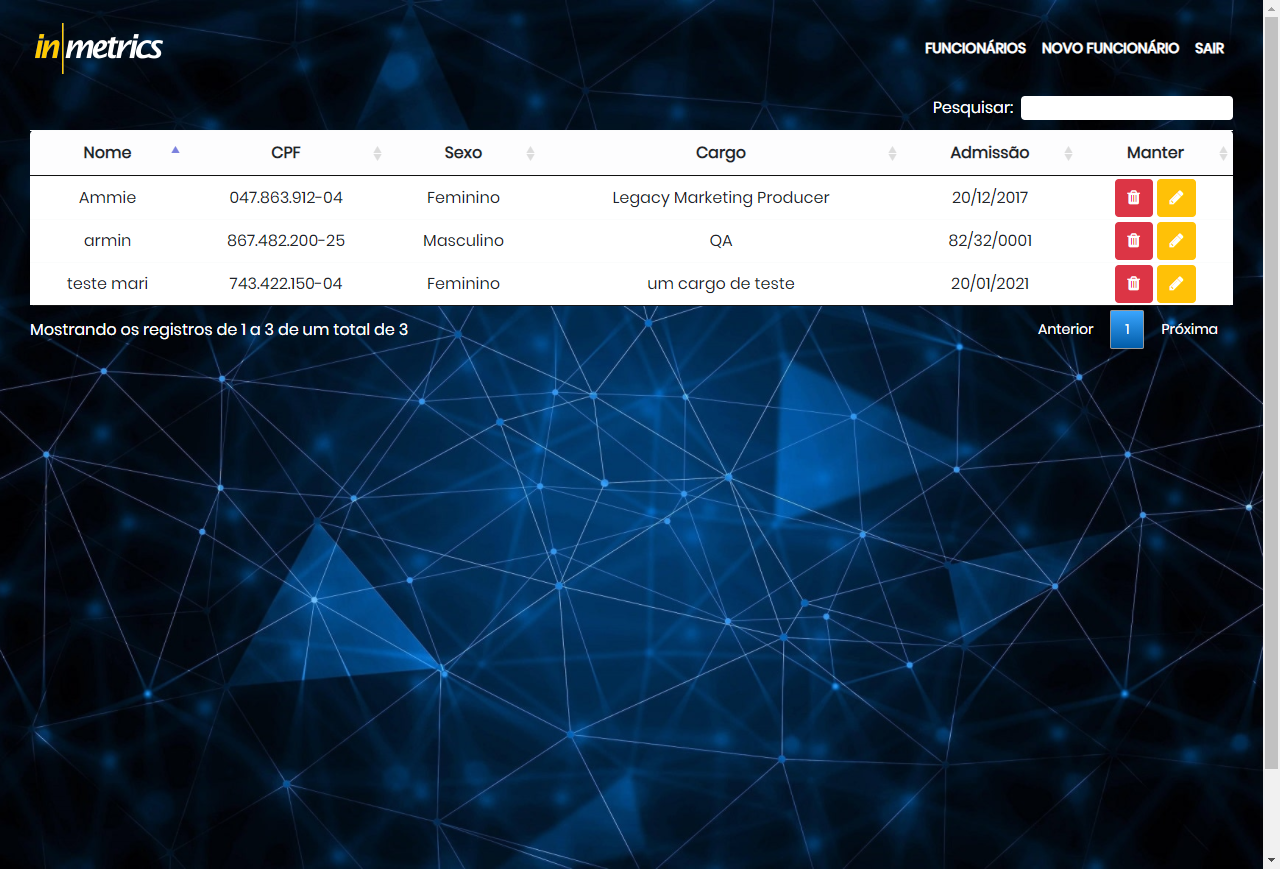 in metrics
FUNCIONÁRIOS NOVO FUNCIONÁRIO SAIR
Pesquisar:
Nome CPF Sexo Cargo Admissão Manter
Ammie 047.863.912-04 Feminino Legacy Marketing Producer 20/12/2017
armin 867.482.200-25 Masculino QA 82/32/0001
teste mari 743.422.150-04 Feminino um cargo de teste 20/01/2021
Mostrando os registros de 1 a 3 de um total de 3 Anterior 1 Próxima